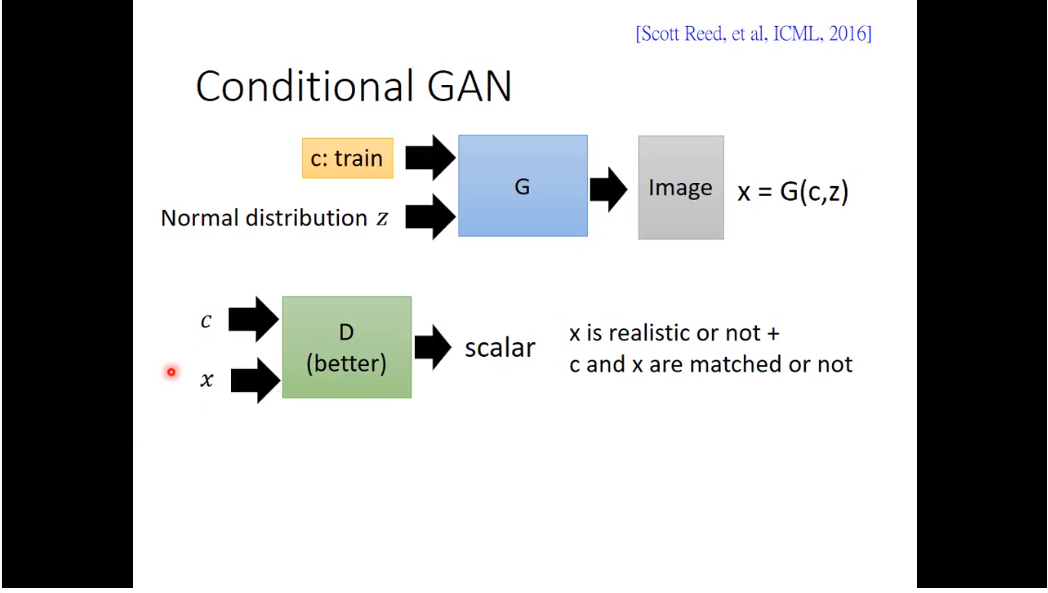 [Scott Reed, et al, ICML, 2016]
Conditional GAN
c: train
Normal distribution z
G
Image
x = G(c,z)
c
x
D
(better)
scalar
x is realistic or not +
c and x are matched or not